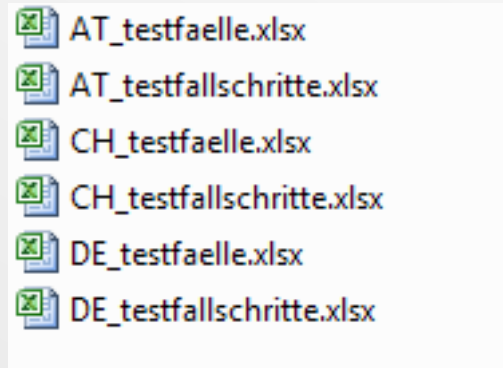 AT_testfaelle.xlsx
AT_testfallschritte.xlsx
CH_testfaelle.xlsx
CH_testfallschritte.xlsx
DE_testfaelle.xlsx
DE_testfallschritte.xlsx